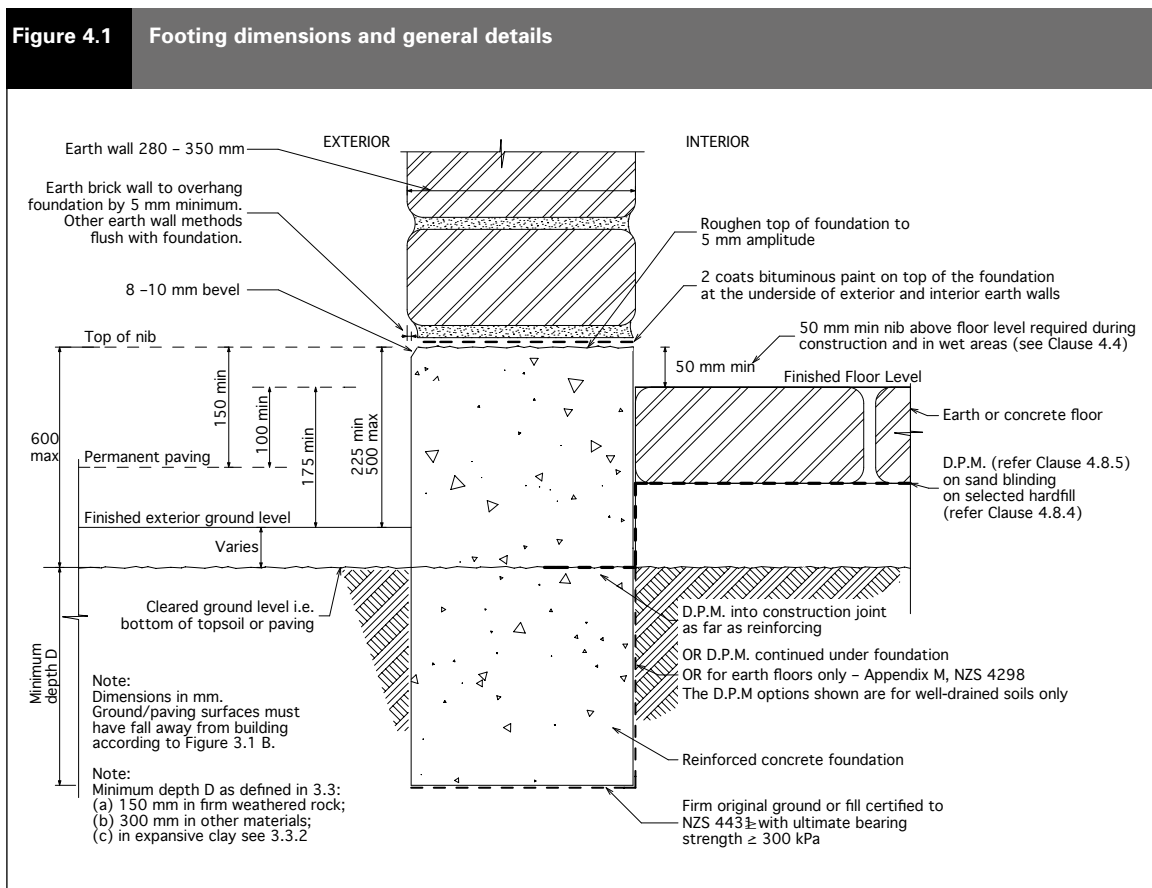 Figure 4.1
Footing dimensions and general details
EXTERIOR
INTERIOR
Earth wall 280 – 350 mm
Earth brick wall to overhang
foundation by 5 mm minimum.
Other earth wall methods
flush with foundation.
8 –10 mm bevel
Top of nib
Roughen top of foundation to
5 mm amplitude
2 coats bituminous paint on top of the foundation
at the underside of exterior and interior earth walls
50 mm min nib above floor level required during
construction and in wet areas (see Clause 4.4)
50 mm min
Finished Floor Level
Earth or concrete floor
D.P.M. (refer Clause 4.8.5)
on sand blinding
on selected hardfill
(refer Clause 4.8.4)
600
max
150 min
100 min
175 min
225 min
500 max
Permanent paving
Finished exterior ground level
Varies
Cleared ground level i.e.
bottom of topsoil or paving
Minimum
depth D
D.P.M. into construction joint
as far as reinforcing
OR D.P.M. continued under foundation
OR for earth floors only – Appendix M, NZS 4298
The D.P.M options shown are for well-drained soils only
Note:
Dimensions in mm.
Ground/paving surfaces must
have fall away from building
according to Figure 3.1 B.
Note:
Minimum depth D as defined in 3.3:
(a) 150 mm in firm weathered rock;
(b) 300 mm in other materials;
(c) in expansive clay see 3.3.2
Reinforced concrete foundation
Firm original ground or fill certified to
NZS 4431 with ultimate bearing
strength ≥ 300 kPa